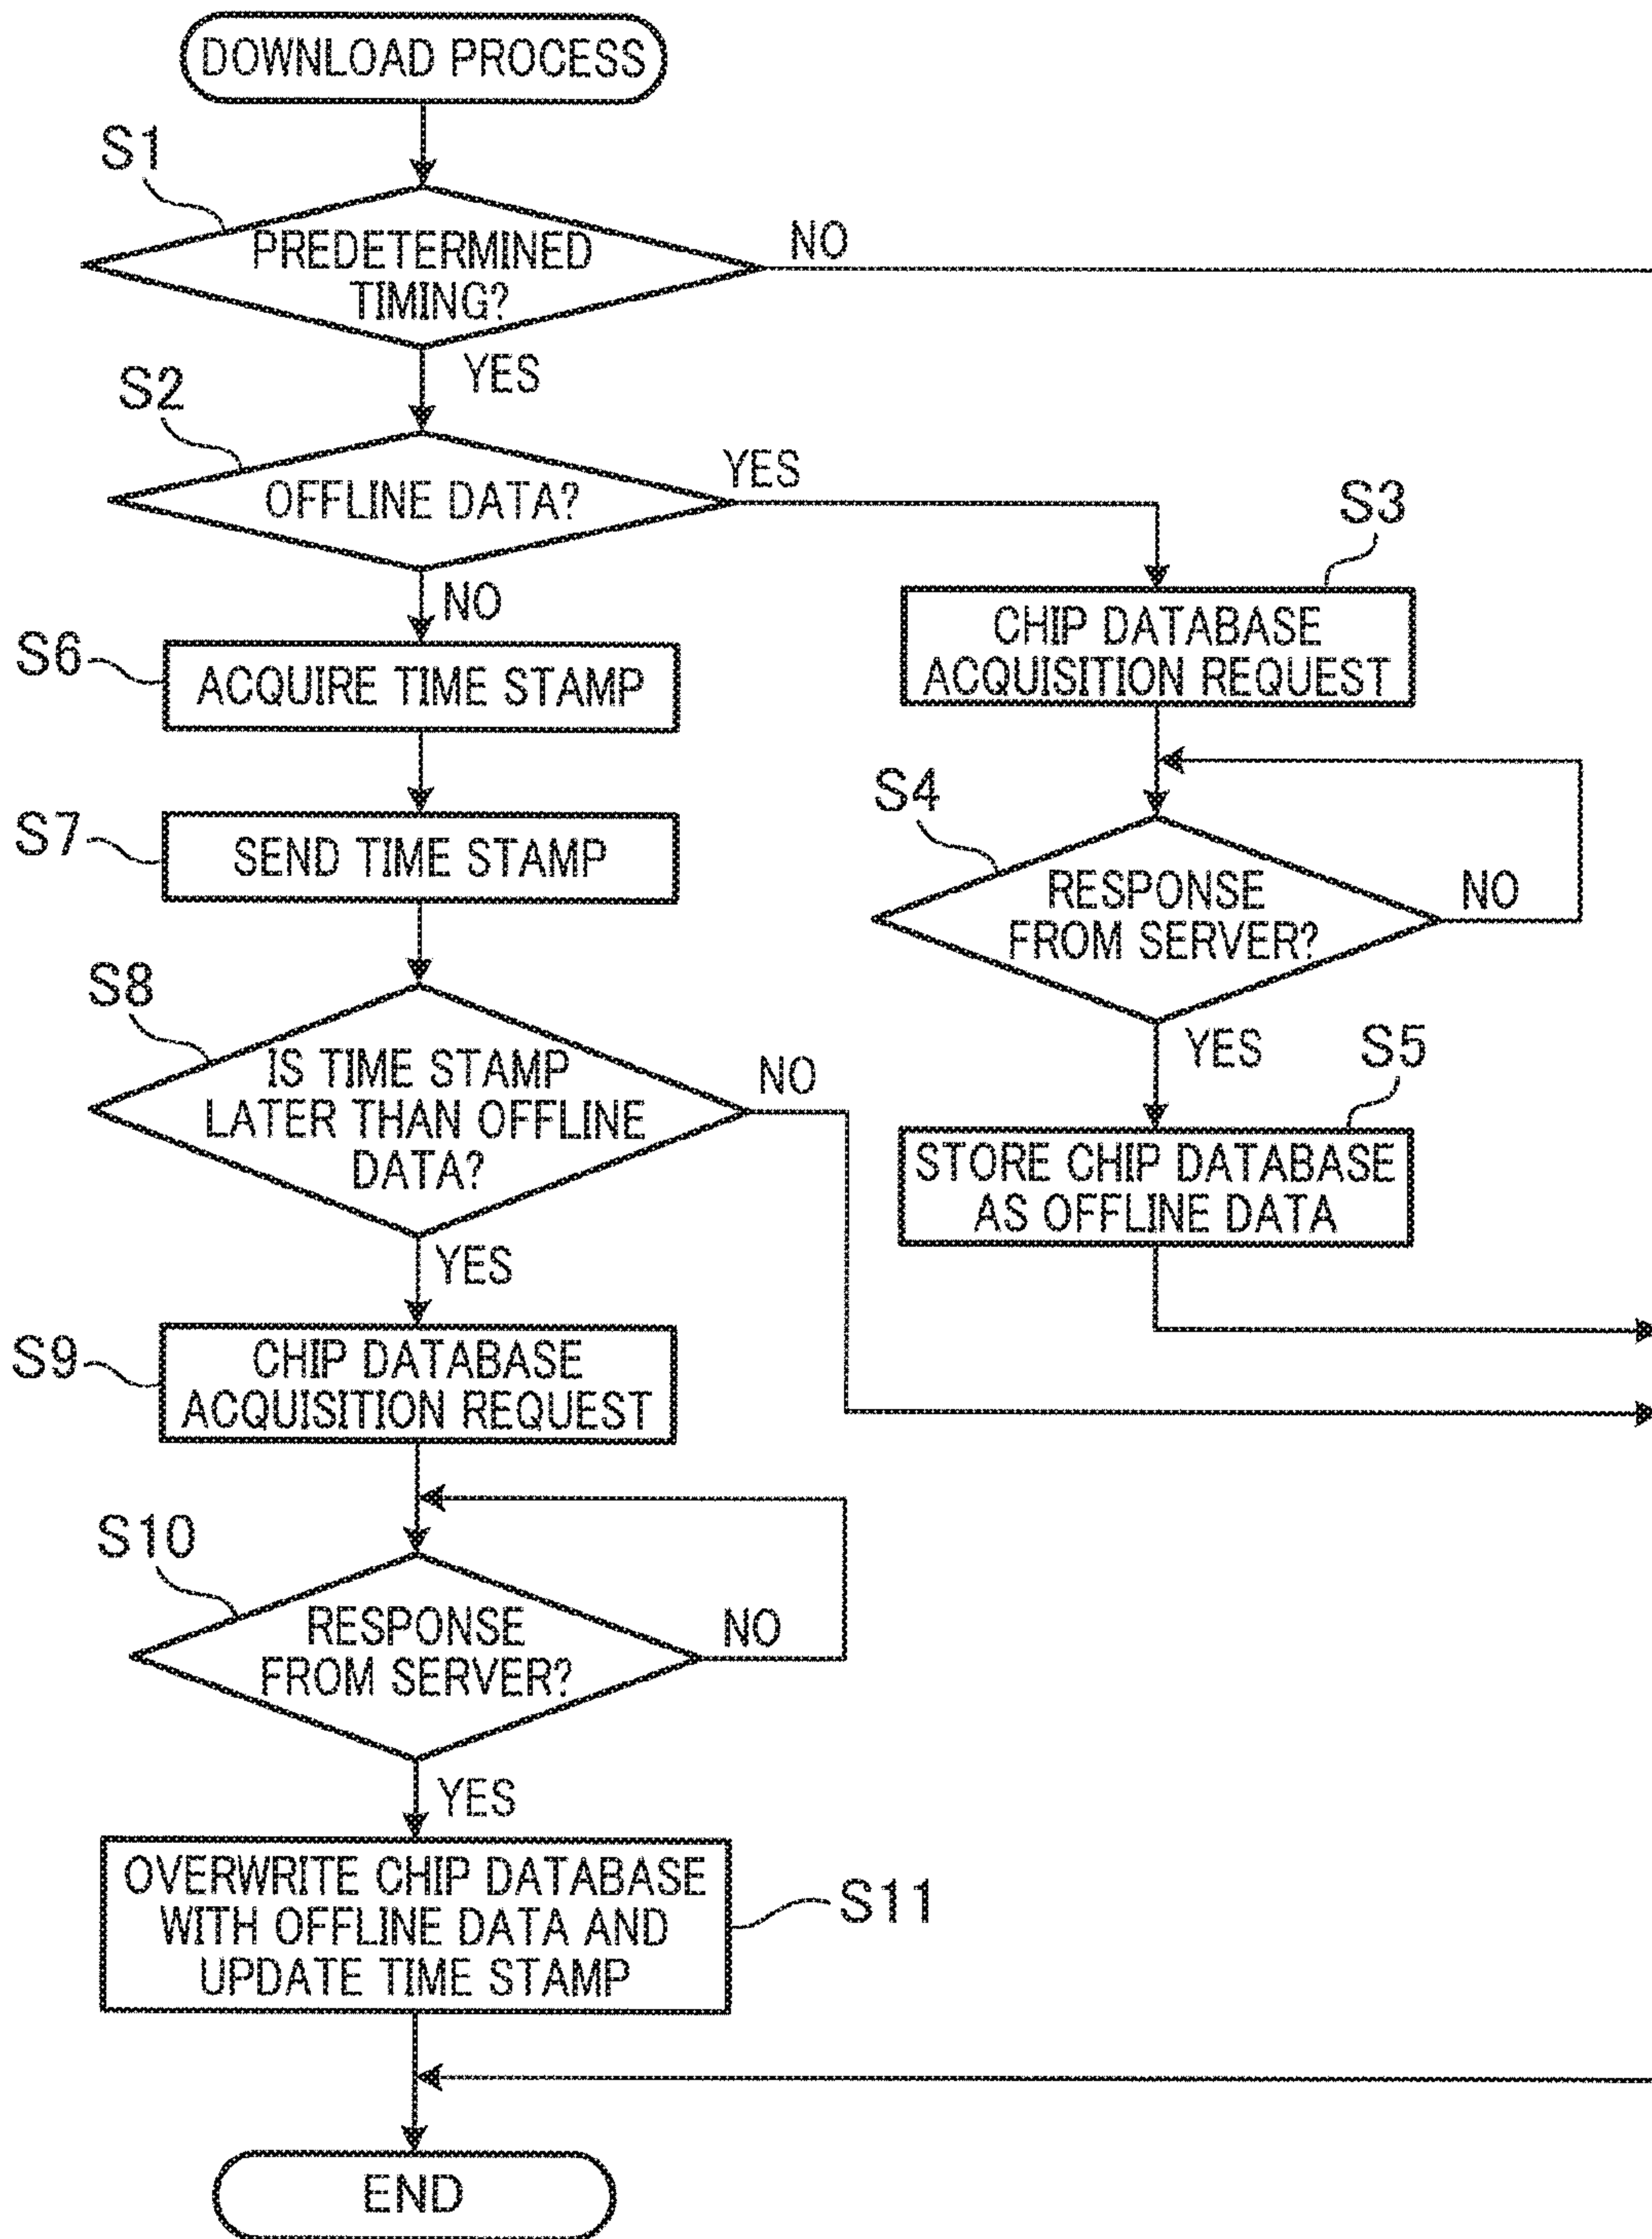 DOWNLOAD PROCESS
S1
PREDETERMINED
TIMING?
NO
YES
S2
OFFLINE DATA?
YES
NO
S3
CHIP DATABASE
ACQUISITION REQUEST
S4
RESPONSE
FROM SERVER?
NO
YES
S5
STORE CHIP DATABASE
AS OFFLINE DATA
S6
ACQUIRE TIME STAMP
S7
SEND TIME STAMP
S8
IS TIME STAMP
LATER THAN OFFLINE
DATA?
NO
YES
S9
CHIP DATABASE
ACQUISITION REQUEST
S10
RESPONSE
FROM SERVER?
NO
YES
OVERWRITE CHIP DATABASE
WITH OFFLINE DATA AND
UPDATE TIME STAMP
S11
END